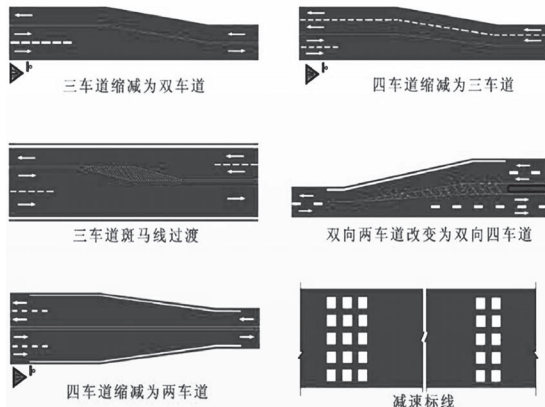 三车道缩减为双车道
四车道缩减为三车道
三车道斑马线过渡
双向两车道改变为双向四车道
四车道缩减为两车道
减速标线